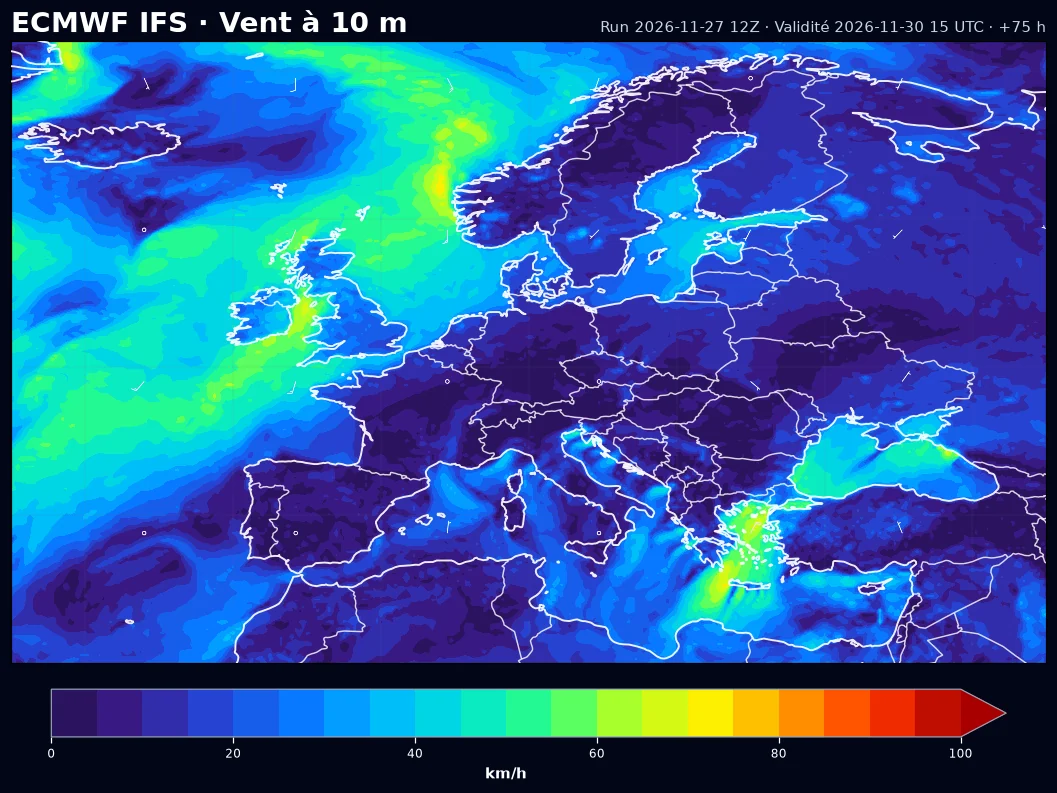 ECMWF IFS · Vent à 10 m
Run 2026-11-27 12Z · Validité 2026-11-30 15 UTC · +75 h
0 20 40 60 80 100
km/h